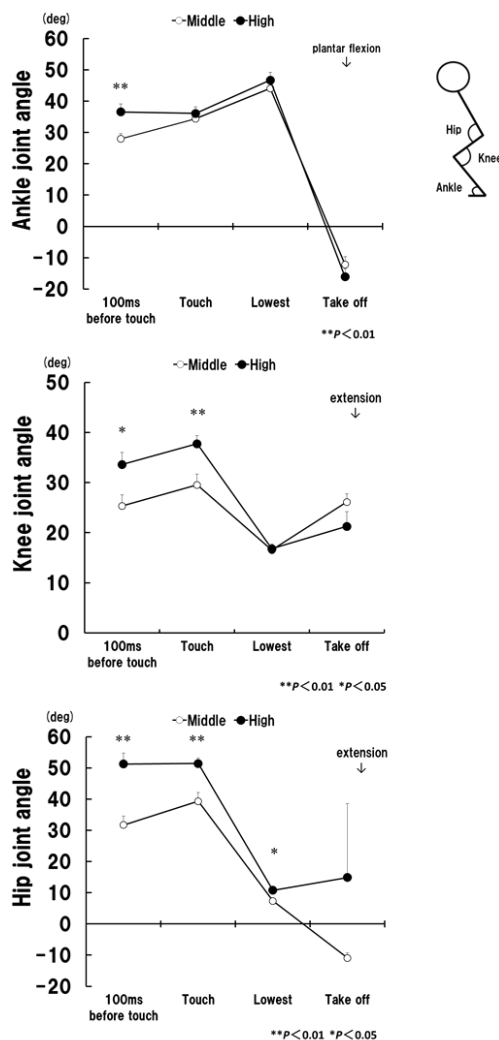 (deg)
Middle High
Ankle joint angle
plantar flexion
↓
**
50
40
30
20
10
0
-10
-20
100ms before touch
Touch
Lowest
Take off
**P<0.01
Hip
Knee
Ankle
(deg)
Middle High
Knee joint angle
extension
↓
*
**
50
40
30
20
10
0
100ms before touch
Touch
Lowest
Take off
**P<0.01 *P<0.05
(deg)
Middle High
Hip joint angle
extension
↓
**
**
*
60
50
40
30
20
10
0
-10
-20
100ms before touch
Touch
Lowest
Take off
**P<0.01 *P<0.05